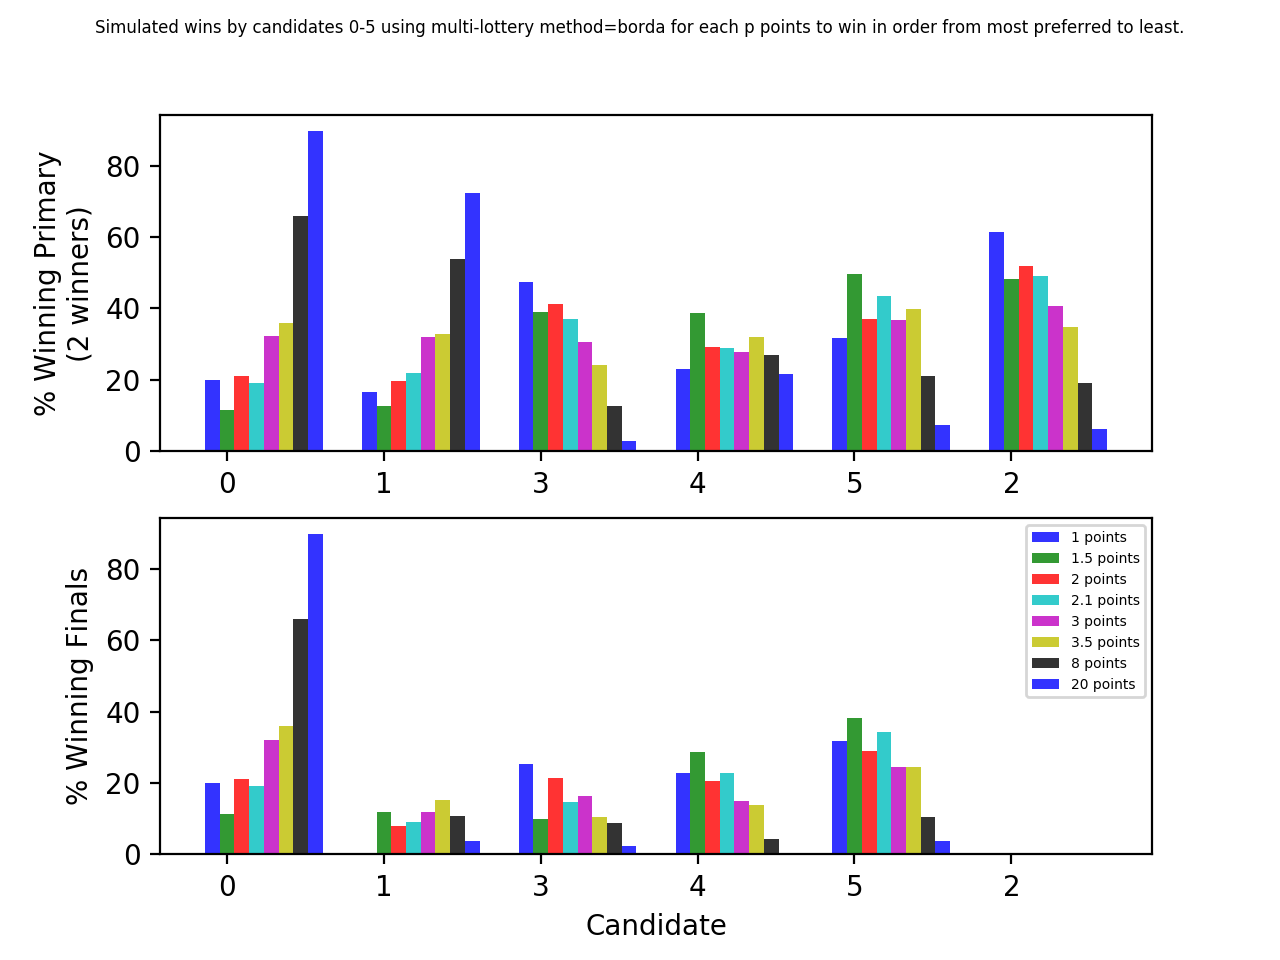 Simulated wins by candidates 0-5 using multi-lottery method=borda for each p points to win in order from most preferred to least.
% Winning Primary
(2 winners)
80
60
40
20
0
0 1 3 4 5 2
% Winning Finals
80
60
40
20
0
1 points
1.5 points
2 points
2.1 points
3 points
3.5 points
8 points
20 points
0 1 3 4 5 2
Candidate